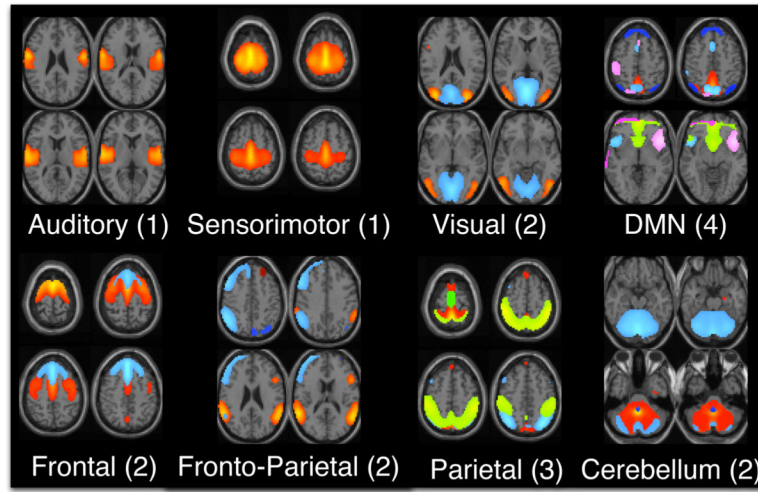 Auditory (1)
Sensorimotor (1)
Visual (2)
DMN (4)
Frontal (2)
Fronto-Parietal (2)
Parietal (3)
Cerebellum (2)